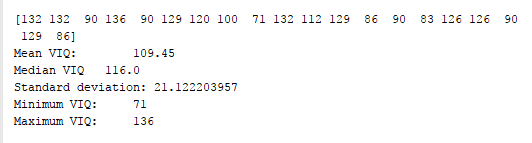 [132 132 90 136 90 129 120 100 71 132 112 129 86 90 83 126 126 90
129 86]
Mean VIQ: 109.45
Median VIQ 116.0
Standard deviation: 21.122203957
Minimum VIQ: 71
Maximum VIQ: 136